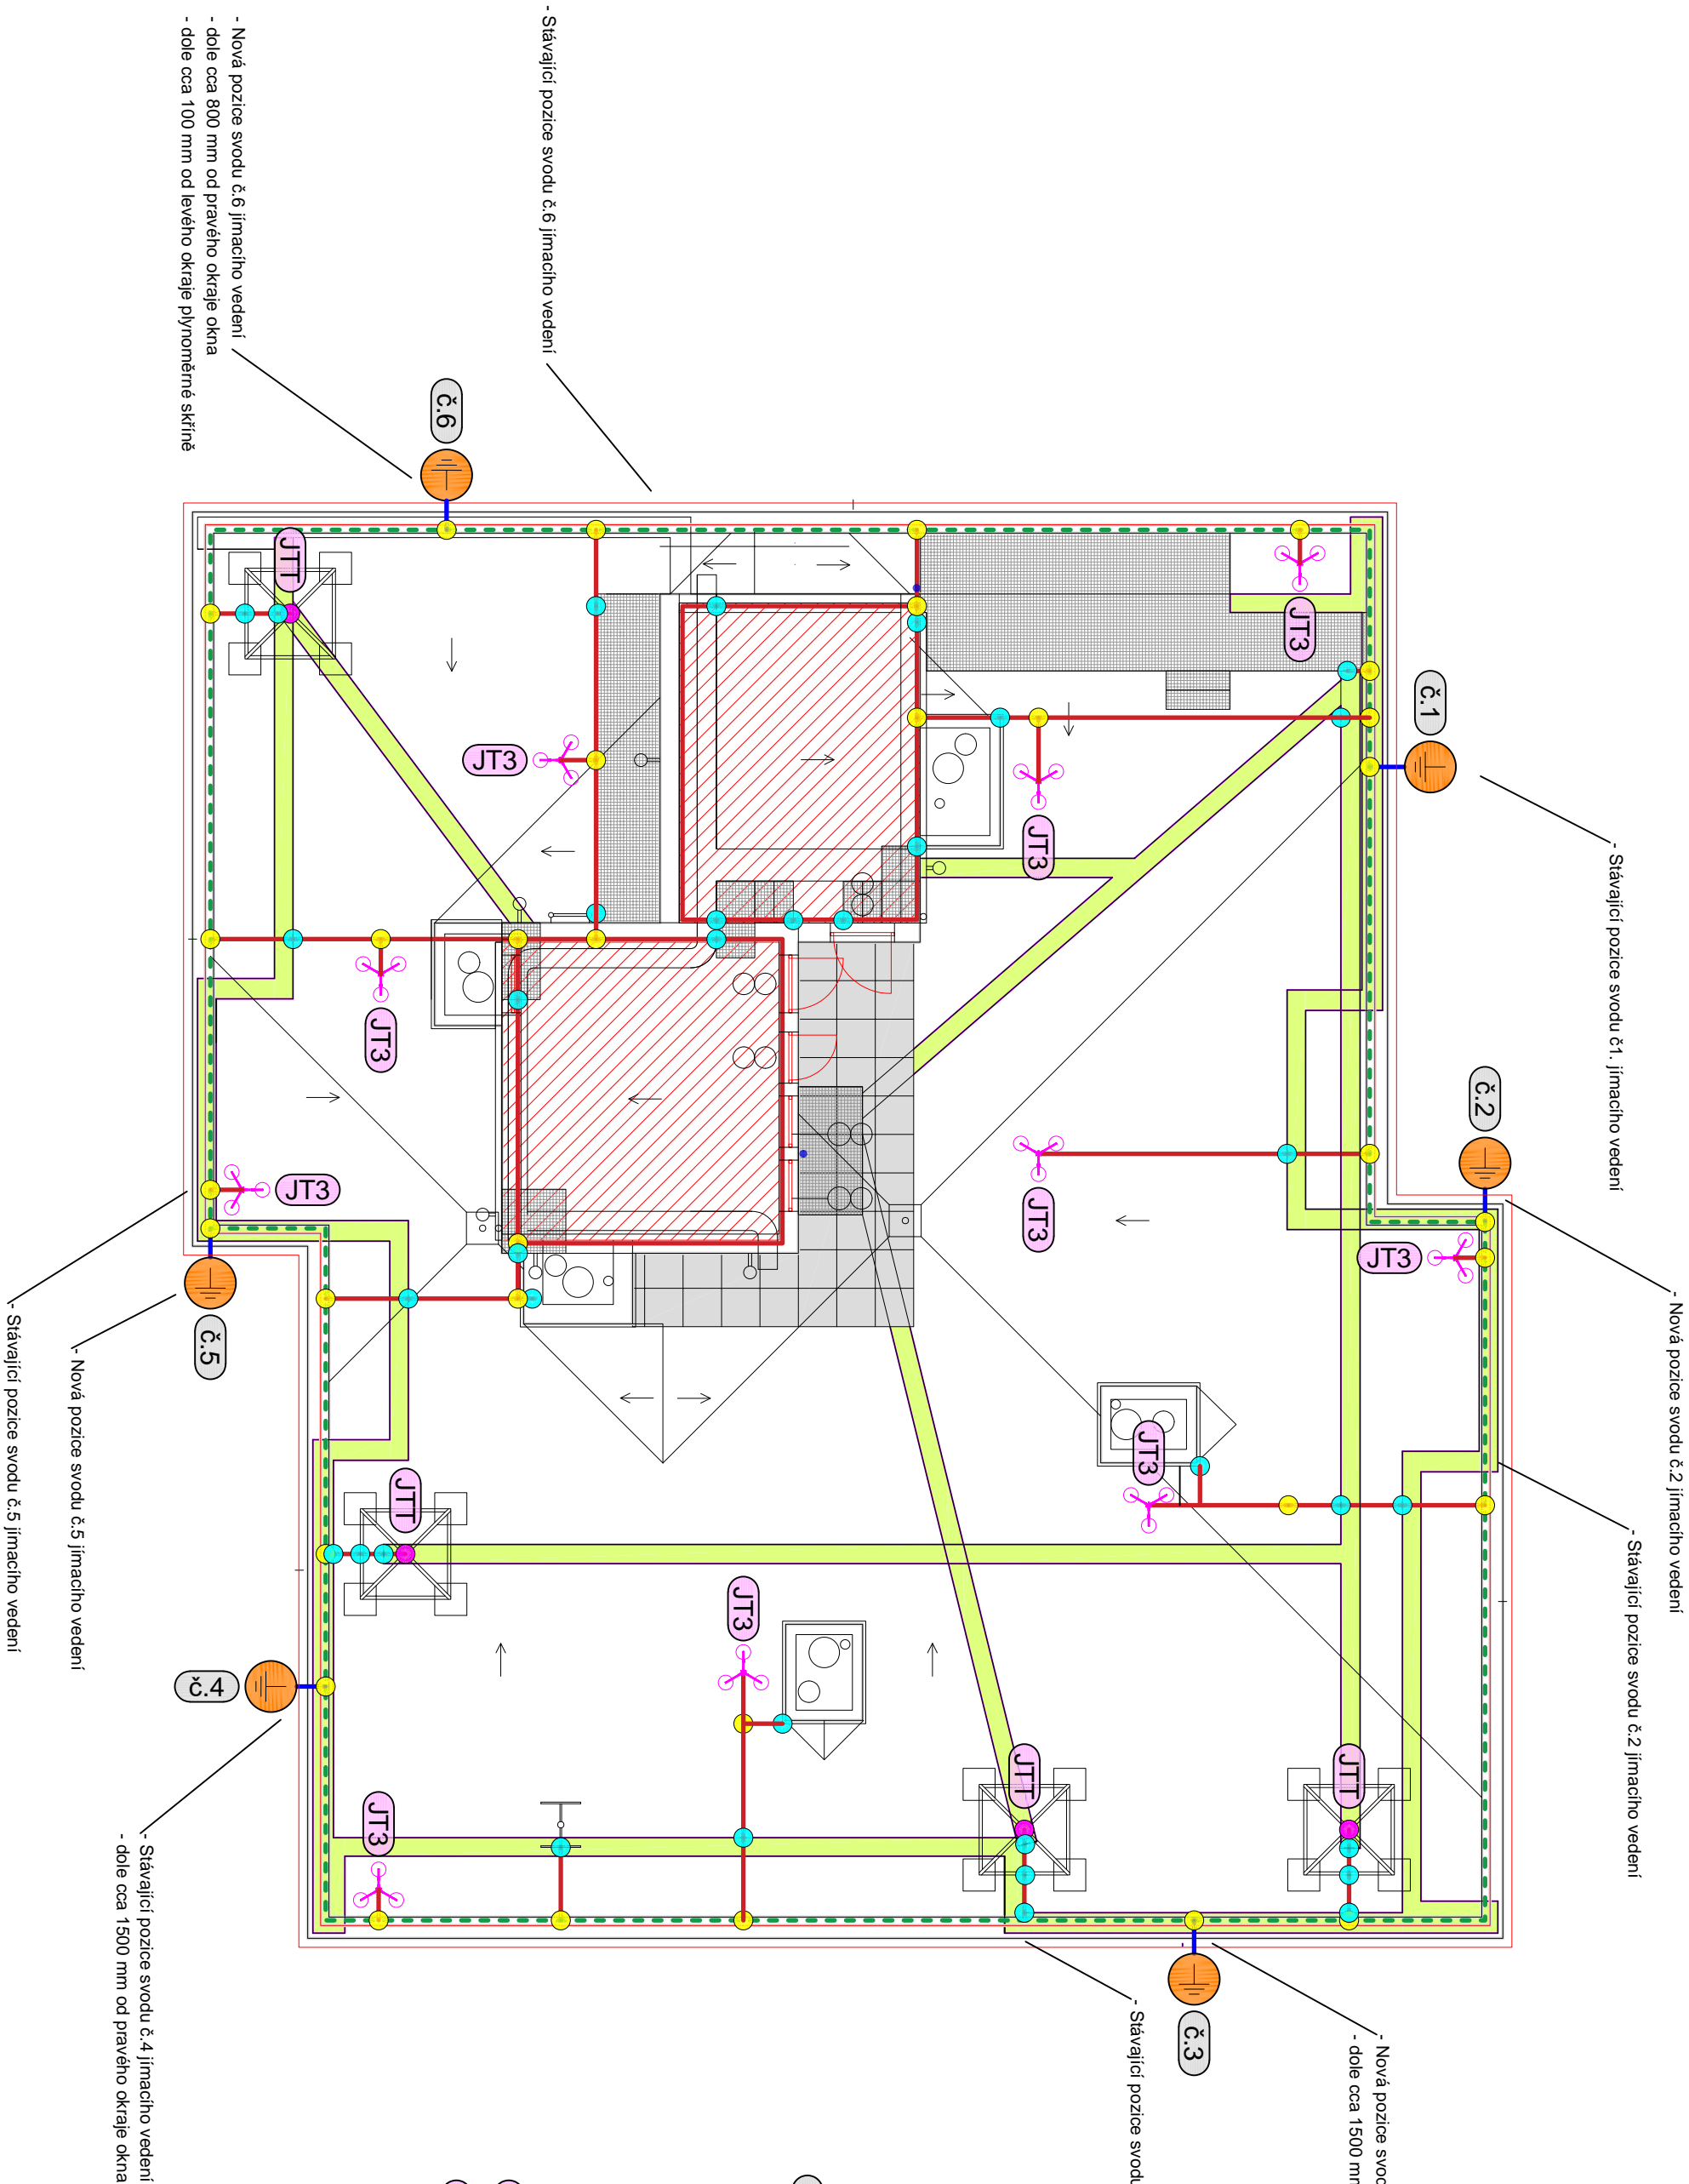 - Stávající pozice svodu č1. jímacího vedení
- Nová pozice svodu č.2 jímacího vedení
- Stávající pozice svodu č.2 jímacího vedení
- Nová pozice svod
- dole cca 1500 mm
- Stávající pozice svodu
- Stávající pozice svodu č.6 jímacího vedení
- Nová pozice svodu č.6 jímacího vedení
- dole cca 800 mm od pravého okraje okna
- dole cca 100 mm od levého okraje plynoměrné skříně
- Stávající pozice svodu č.4 jímacího vedení
- dole cca 1500 mm od pravého okraje okna
- Nová pozice svodu č.5 jímacího vedení
- Stávající pozice svodu č.5 jímacího vedení
č.1
č.2
č.3
č.4
č.5
č.6
JT3
JT3
JT3
JT3
JT3
JT3
JT3
JT3
JT3
JT3
JTT
JTT
JTT
JTT